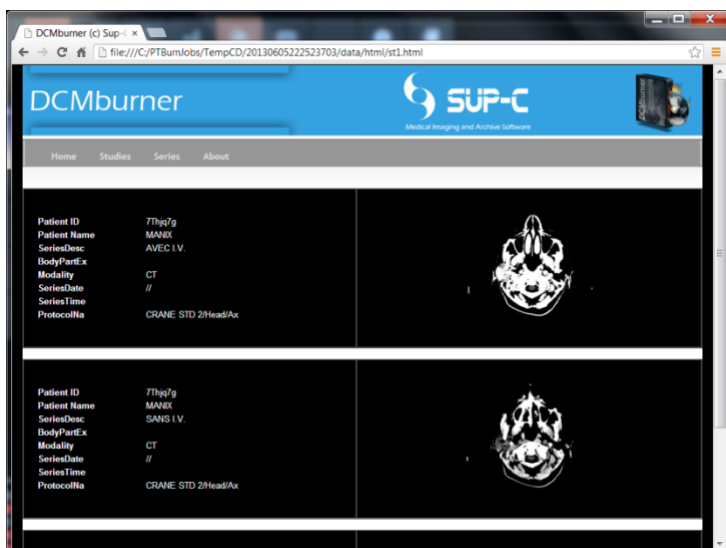 DCMburner (c) Sup-C
file:///C:/PTBurnJobs/TempCD/20130605222523703/data/html/st1.html
DCMburner
SUP-C
Medical Imaging and Archive Software
DCMburner
Home Studies Series About
Patient ID 7Thjq7g
Patient Name MANIX
SeriesDesc AVEC I.V.
BodyPartEx
Modality CT
SeriesDate //
SeriesTime
ProtocolNa CRANE STD 2/Head/Ax
Patient ID 7Thjq7g
Patient Name MANIX
SeriesDesc SANS I.V.
BodyPartEx
Modality CT
SeriesDate //
SeriesTime
ProtocolNa CRANE STD 2/Head/Ax